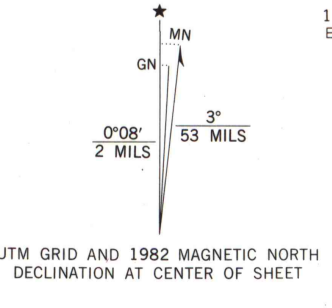 ★
MN
GN
0°08′
2 MILS
3°
53 MILS
UTM GRID AND 1982 MAGNETIC NORTH
DECLINATION AT CENTER OF SHEET